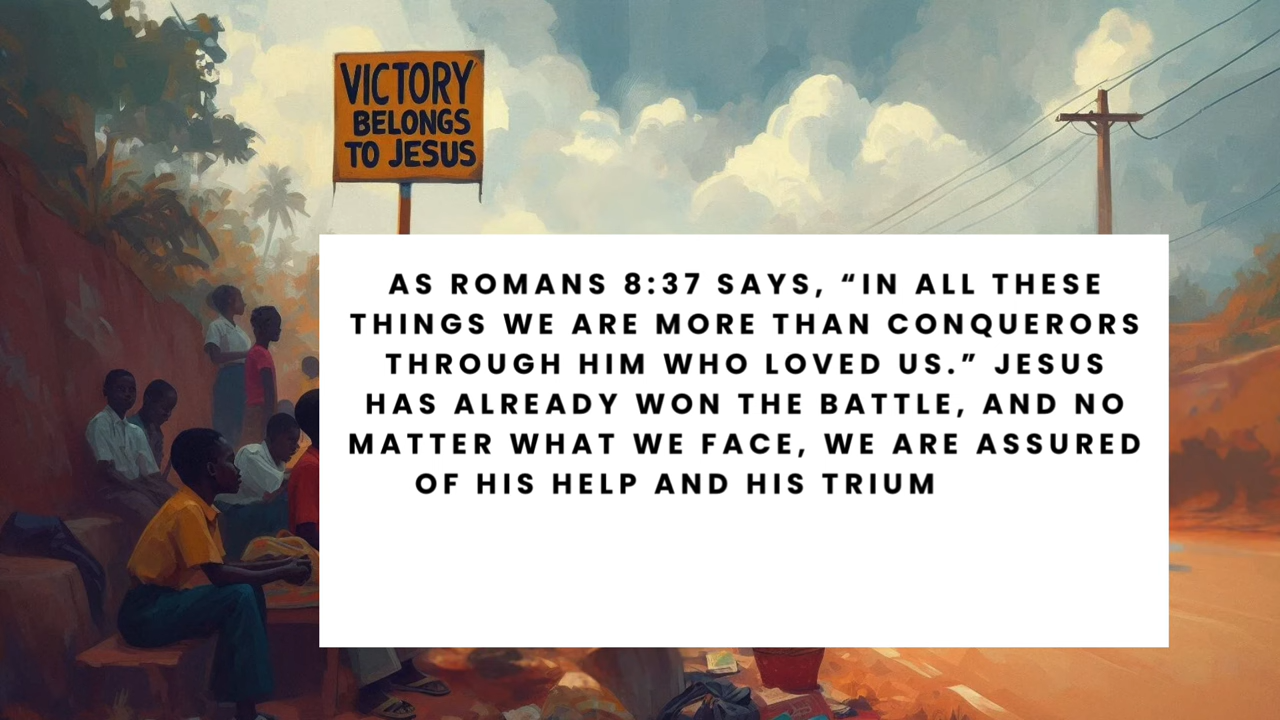 VICTORY
BELONGS
TO JESUS
AS ROMANS 8:37 SAYS, “IN ALL THESE
THINGS WE ARE MORE THAN CONQUERORS
THROUGH HIM WHO LOVED US.” JESUS
HAS ALREADY WON THE BATTLE, AND NO
MATTER WHAT WE FACE, WE ARE ASSURED
OF HIS HELP AND HIS TRIUM